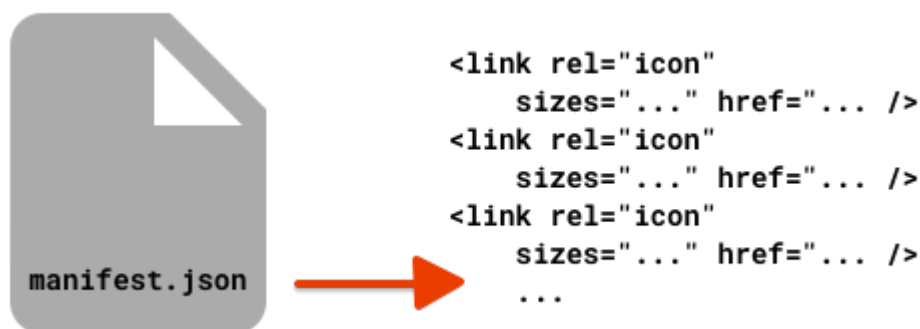 manifest.json
<link rel="icon"
sizes="..." href="... />
<link rel="icon"
sizes="..." href="... />
<link rel="icon"
sizes="..." href="... />
...